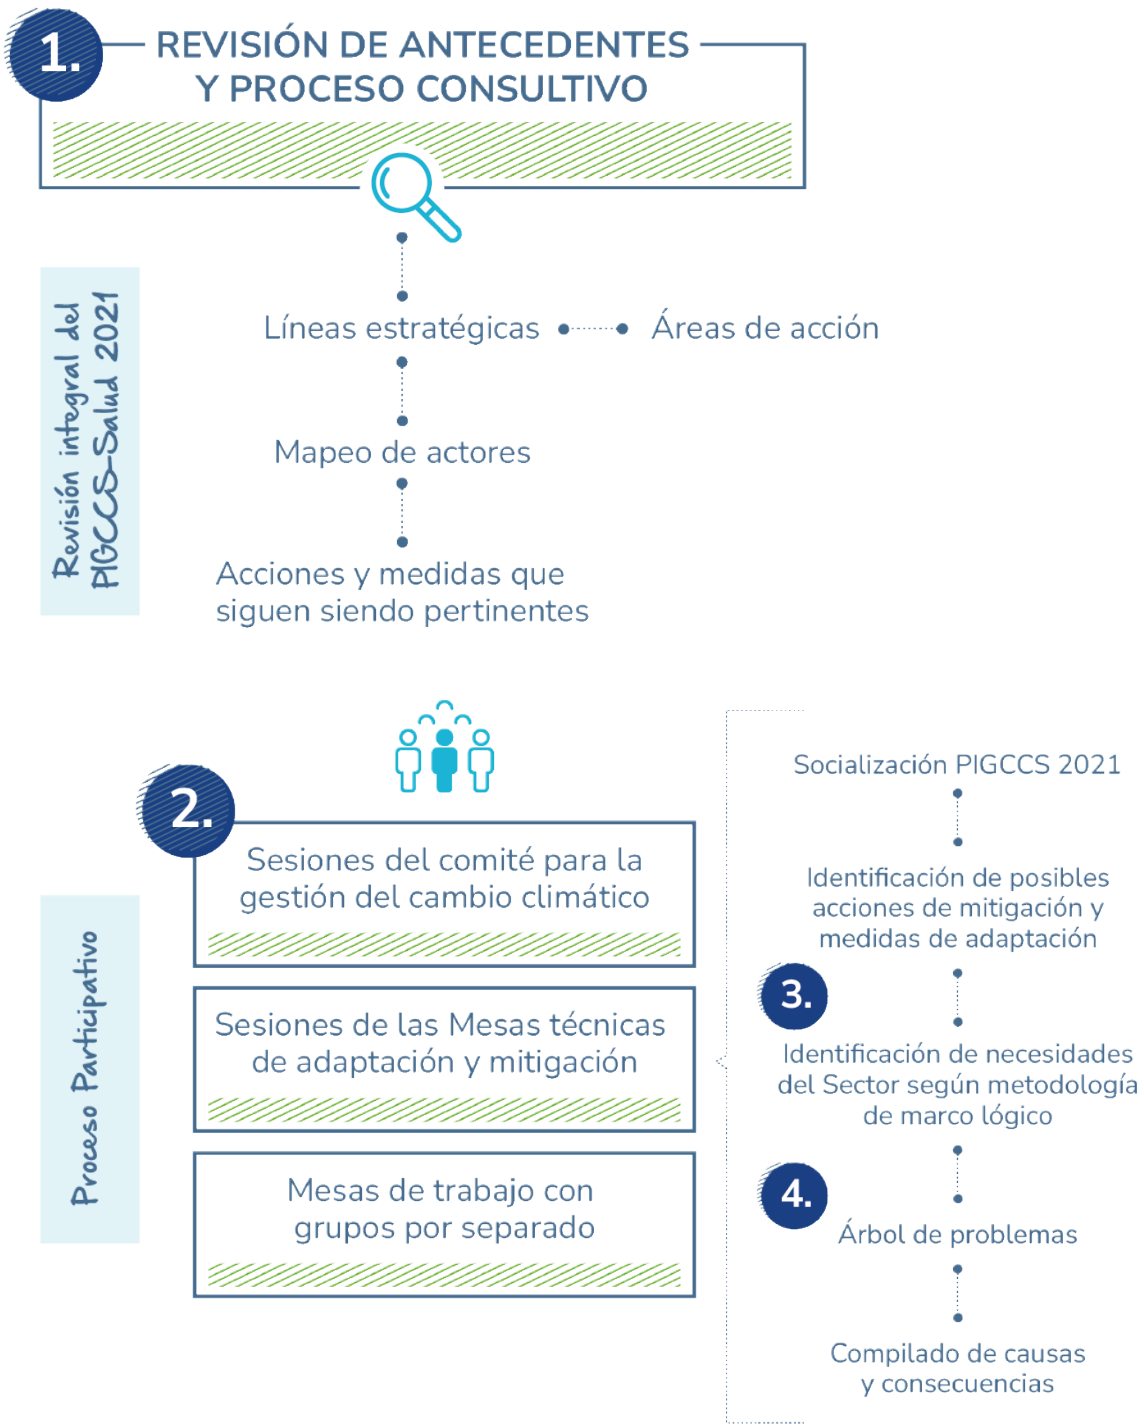 1.
REVISIÓN DE ANTECEDENTES
Y PROCESO CONSULTIVO
Revisión integral del
PIGCCS-Salud 2021
Líneas estratégicas
Áreas de acción
Mapeo de actores
Acciones y medidas que
siguen siendo pertinentes
2.
Proceso Participativo
Sesiones del comité para la
gestión del cambio climático
Sesiones de las Mesas técnicas
de adaptación y mitigación
Mesas de trabajo con
grupos por separado
Socialización PIGCCS 2021
Identificación de posibles
acciones de mitigación y
medidas de adaptación
3.
Identificación de necesidades
del Sector según metodología
de marco lógico
4.
Árbol de problemas
Compilado de causas
y consecuencias